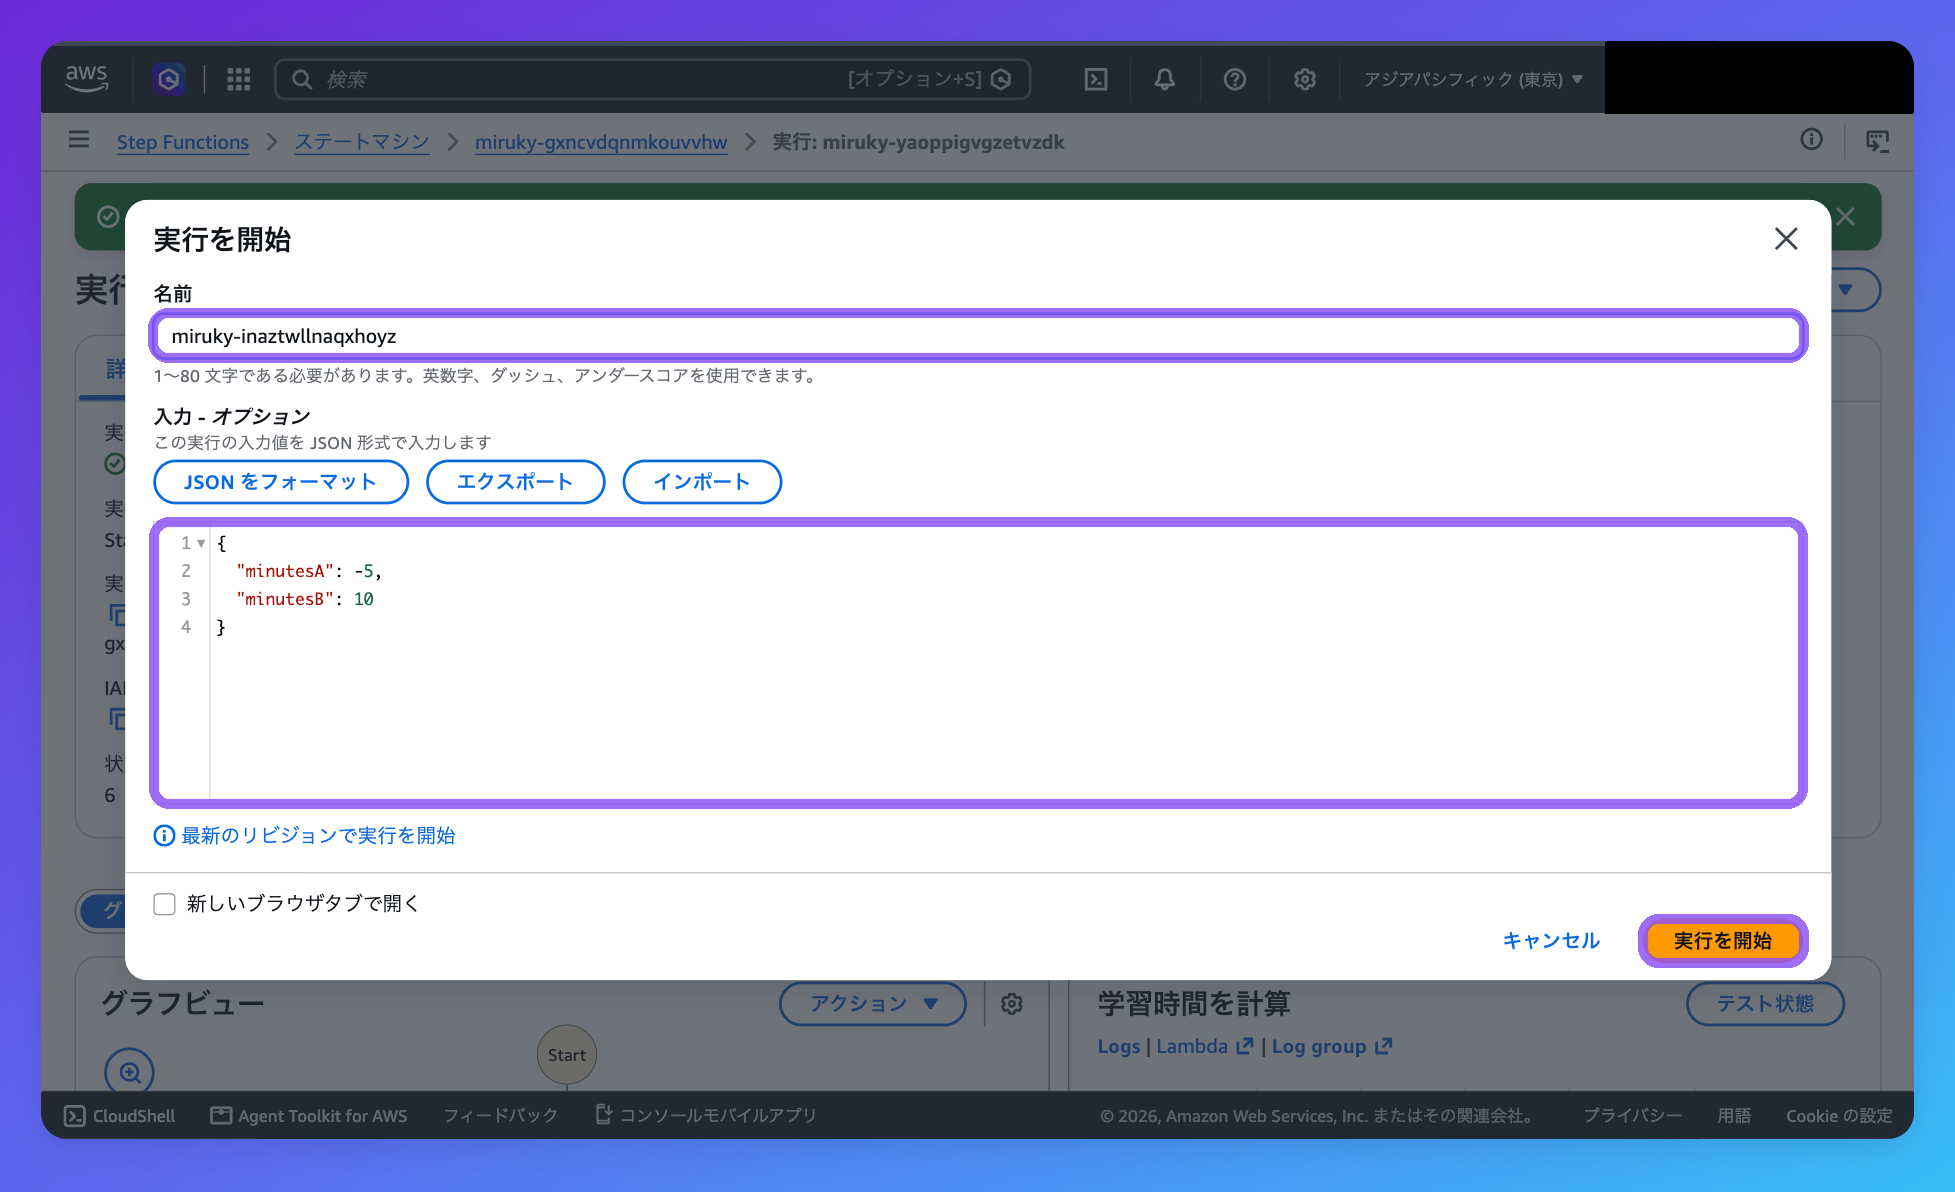 aws
検索
[オプション+S]
アジアパシフィック (東京)
Step Functions
ステートマシン
miruky-gxncvdqnmkouvvhw
実行: miruky-yaoppigvgzetvzdk
実行を開始
名前
miruky-inaztwllnaqxhoyz
1〜80 文字である必要があります。英数字、ダッシュ、アンダースコアを使用できます。
入力 - オプション
この実行の入力値を JSON 形式で入力します
JSON をフォーマット
エクスポート
インポート
1 {
2 "minutesA": -5,
3 "minutesB": 10
4 }
最新のリビジョンで実行を開始
新しいブラウザタブで開く
キャンセル
実行を開始
実行
詳
実
実
Sta
実
gx
IAI
状
6
グ
グラフビュー
アクション
Start
学習時間を計算
テスト状態
Logs | Lambda | Log group
CloudShell
Agent Toolkit for AWS
フィードバック
コンソールモバイルアプリ
© 2026, Amazon Web Services, Inc. またはその関連会社。
プライバシー
用語
Cookie の設定